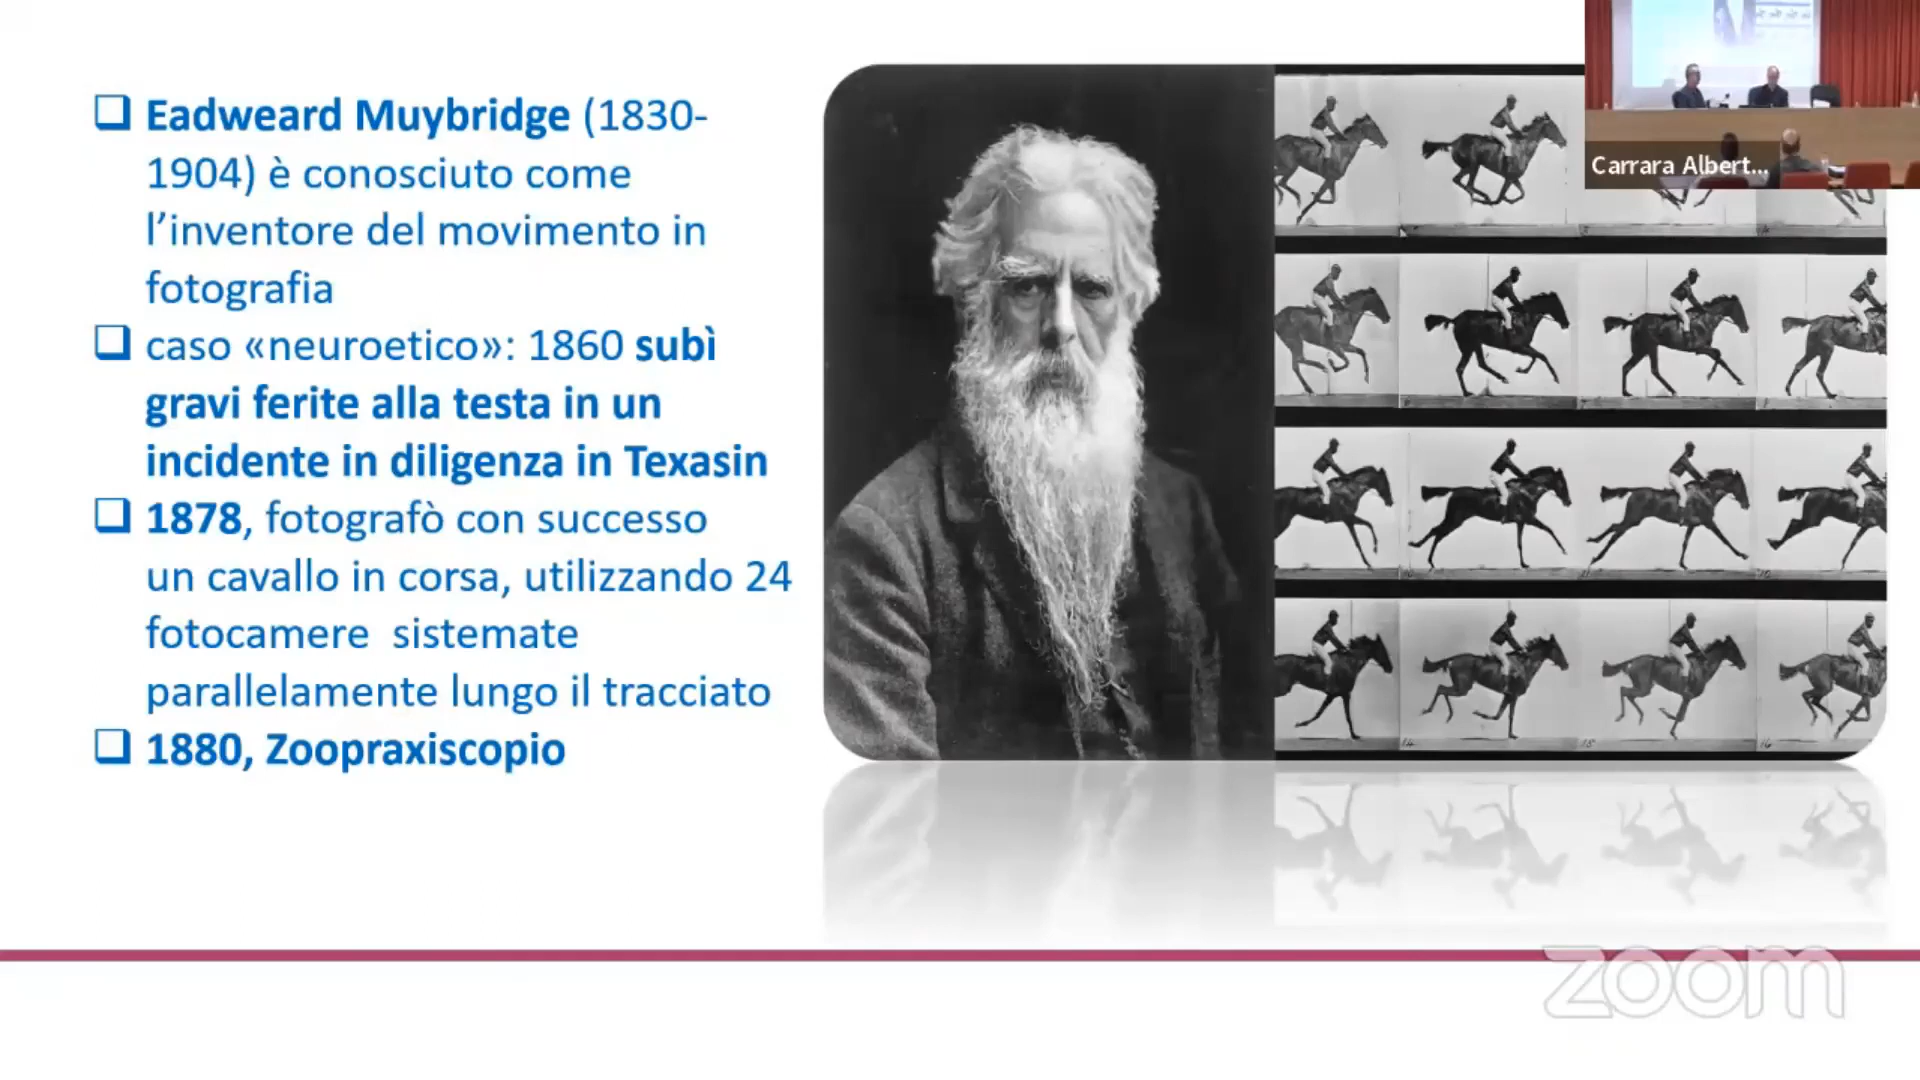 Eadweard Muybridge (1830-
1904) è conosciuto come
l’inventore del movimento in
fotografia
caso «neuroetico»: 1860 subì
gravi ferite alla testa in un
incidente in diligenza in Texasin
1878, fotografò con successo
un cavallo in corsa, utilizzando 24
fotocamere sistemate
parallelamente lungo il tracciato
1880, Zoopraxiscopio
Carrara Albert...
zoom